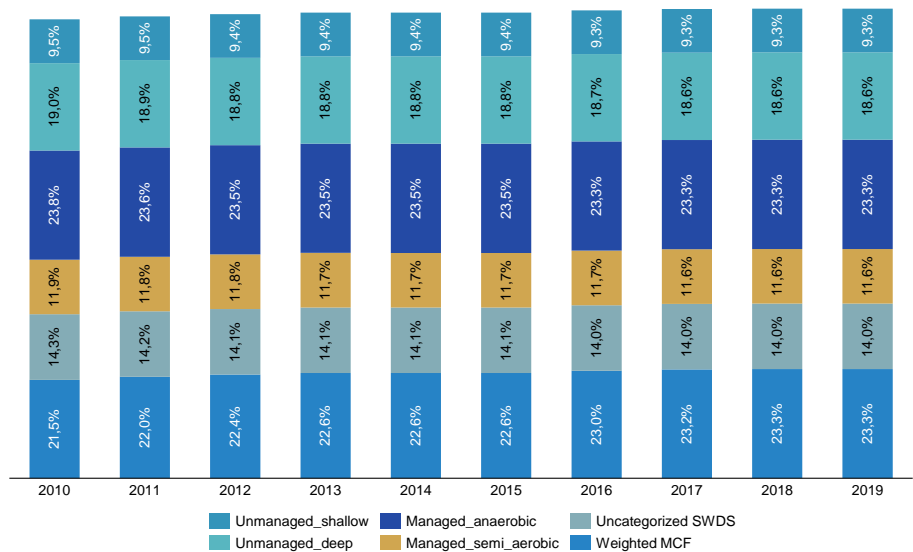 9,5% 9,5% 9,4% 9,4% 9,4% 9,4% 9,3% 9,3% 9,3% 9,3%
19,0% 18,9% 18,8% 18,8% 18,8% 18,8% 18,7% 18,6% 18,6% 18,6%
23,8% 23,6% 23,5% 23,5% 23,5% 23,5% 23,3% 23,3% 23,3% 23,3%
11,9% 11,8% 11,8% 11,7% 11,7% 11,7% 11,7% 11,6% 11,6% 11,6%
14,3% 14,2% 14,1% 14,1% 14,1% 14,1% 14,0% 14,0% 14,0% 14,0%
21,5% 22,0% 22,4% 22,6% 22,6% 22,6% 23,0% 23,2% 23,3% 23,3%
2010 2011 2012 2013 2014 2015 2016 2017 2018 2019
Unmanaged_shallow Managed_anaerobic Uncategorized SWDS
Unmanaged_deep Managed_semi_aerobic Weighted MCF